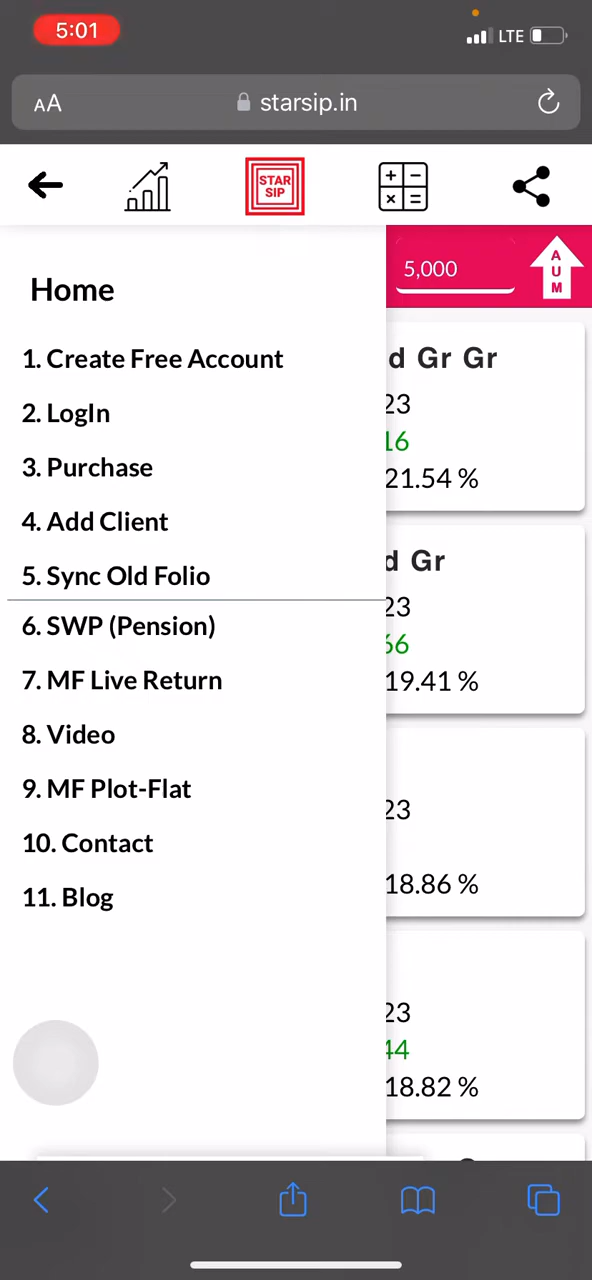 5:01
LTE
AA
starsip.in
STAR
SIP
+ −
× =
Home
5,000
A
U
M
1. Create Free Account
d Gr Gr
23
16
21.54 %
2. LogIn
3. Purchase
4. Add Client
5. Sync Old Folio
d Gr
23
66
19.41 %
6. SWP (Pension)
7. MF Live Return
8. Video
9. MF Plot-Flat
10. Contact
11. Blog
23
18.86 %
23
44
18.82 %